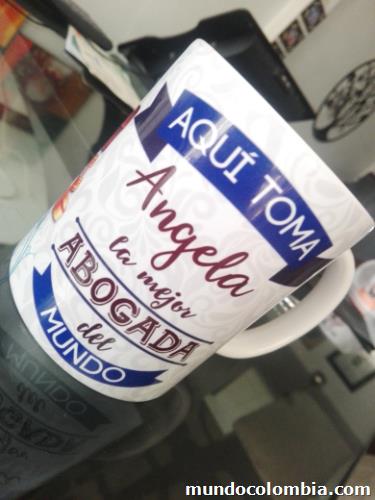 AQUÍ TOMA
Angela
la mejor
ABOGADA
del
MUNDO
mundocolombia.com